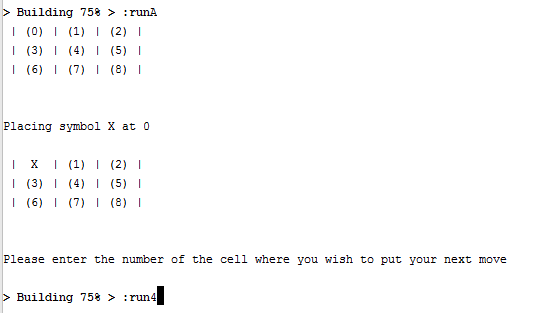 > Building 75% > :runA
| (0) | (1) | (2) |
| (3) | (4) | (5) |
| (6) | (7) | (8) |
Placing symbol X at 0
| X | (1) | (2) |
| (3) | (4) | (5) |
| (6) | (7) | (8) |
Please enter the number of the cell where you wish to put your next move
> Building 75% > :run4